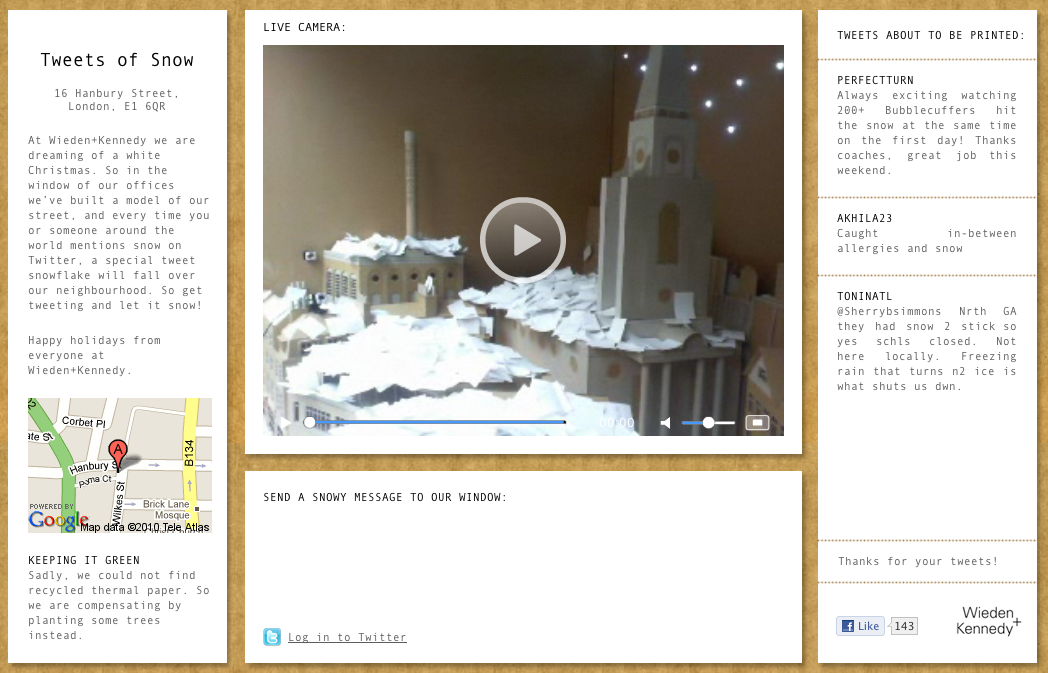 Tweets of Snow
16 Hanbury Street,
London, E1 6QR
At Wieden+Kennedy we are
dreaming of a white
Christmas. So in the
window of our offices
we've built a model of our
street, and every time you
or someone around the
world mentions snow on
Twitter, a special tweet
snowflake will fall over
our neighbourhood. So get
tweeting and let it snow!
Happy holidays from
everyone at
Wieden+Kennedy.
Corbet Pl
A
Hanbury S
B134
Wilkes St
Brick Lane
Mosque
POWERED BY
Google
Map data ©2010 Tele Atlas
KEEPING IT GREEN
Sadly, we could not find
recycled thermal paper. So
we are compensating by
planting some trees
instead.
LIVE CAMERA:
00:00
SEND A SNOWY MESSAGE TO OUR WINDOW:
Log in to Twitter
TWEETS ABOUT TO BE PRINTED:
PERFECTTURN
Always exciting watching
200+ Bubblecuffers hit
the snow at the same time
on the first day! Thanks
coaches, great job this
weekend.
AKHILA23
Caught in-between
allergies and snow
TONINATL
@Sherrybsimmons Nrth GA
they had snow 2 stick so
yes schls closed. Not
here locally. Freezing
rain that turns n2 ice is
what shuts us dwn.
Thanks for your tweets!
Like 143
Wieden
Kennedy+